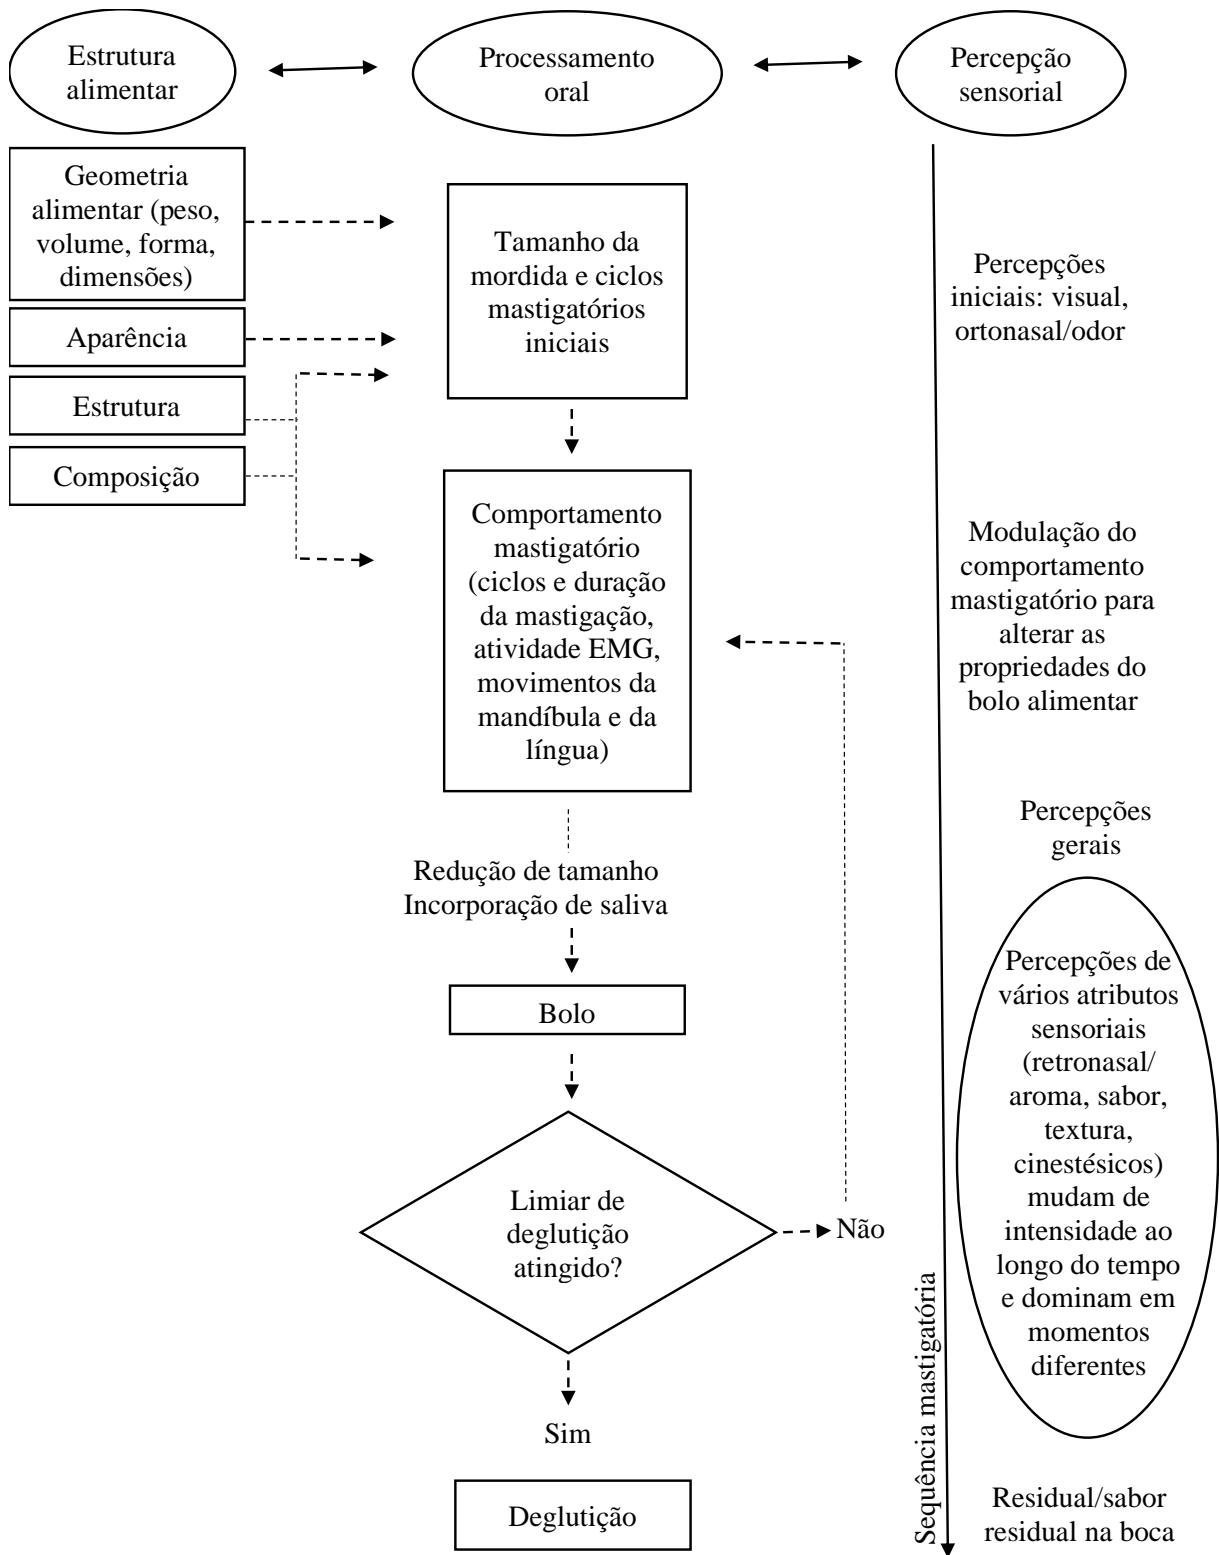 Estrutura
alimentar
Processamento
oral
Percepção
sensorial
Geometria
alimentar (peso,
volume, forma,
dimensões)
Aparência
Estrutura
Composição
Tamanho da
mordida e ciclos
mastigatórios
iniciais
Comportamento
mastigatório
(ciclos e duração
da mastigação,
atividade EMG,
movimentos da
mandíbula e da
língua)
Redução de tamanho
Incorporação de saliva
Bolo
Limiar de
deglutição
atingido?
Não
Sim
Deglutição
Sequência mastigatória
Percepções
iniciais: visual,
ortonasal/odor
Modulação do
comportamento
mastigatório para
alterar as
propriedades do
bolo alimentar
Percepções
gerais
Percepções de
vários atributos
sensoriais
(retronasal/
aroma, sabor,
textura,
cinestésicos)
mudam de
intensidade ao
longo do tempo
e dominam em
momentos
diferentes
Residual/sabor
residual na boca